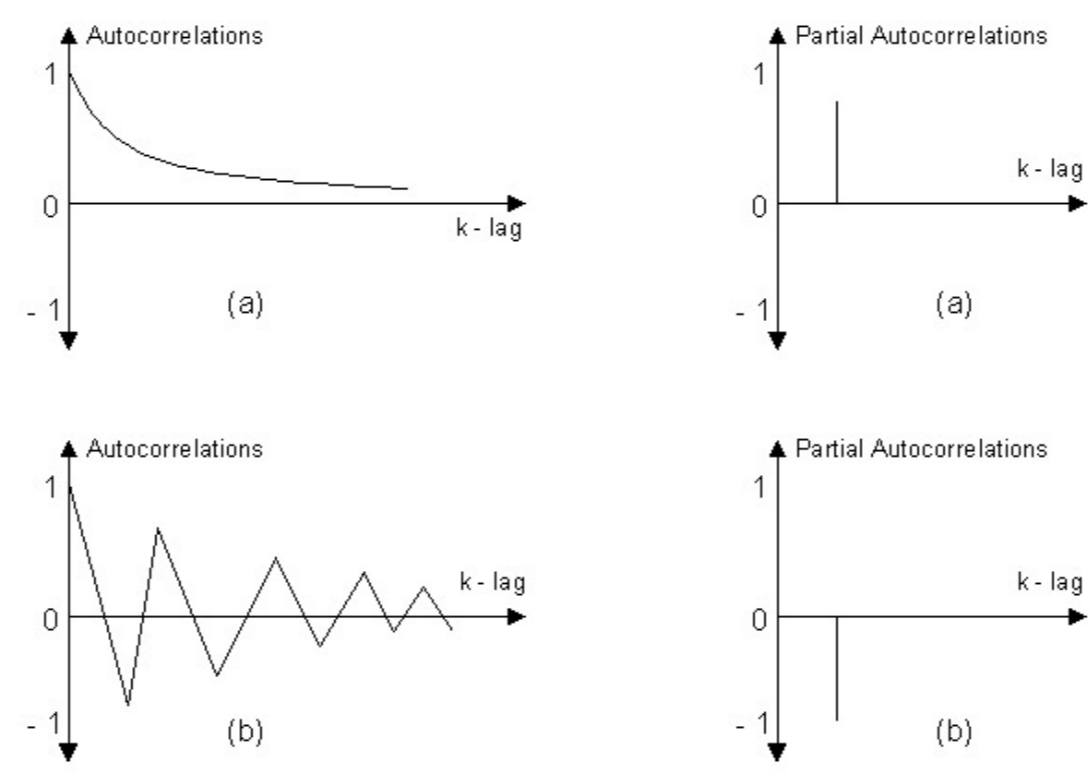 Autocorrelations
1
0
k - lag
- 1
(a)
Partial Autocorrelations
1
k - lag
0
- 1
(a)
Autocorrelations
1
k - lag
0
- 1
(b)
Partial Autocorrelations
1
k - lag
0
- 1
(b)